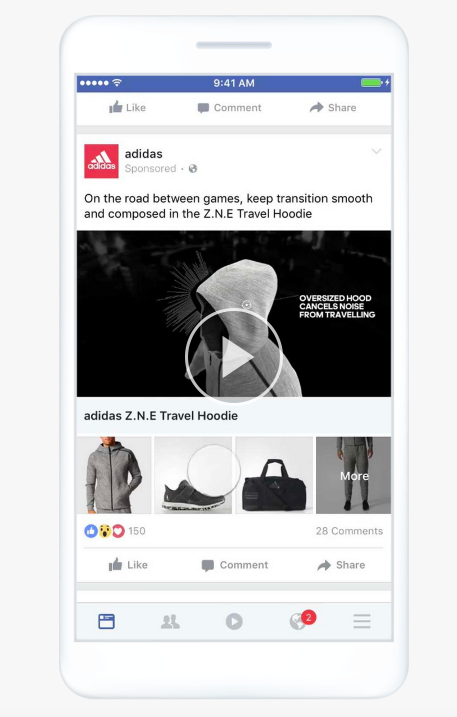 9:41 AM
Like Comment Share
adidas
adidas
Sponsored ·
On the road between games, keep transition smooth
and composed in the Z.N.E Travel Hoodie
OVERSIZED HOOD
CANCELS NOISE
FROM TRAVELLING
adidas Z.N.E Travel Hoodie
More
150 28 Comments
Like Comment Share
2